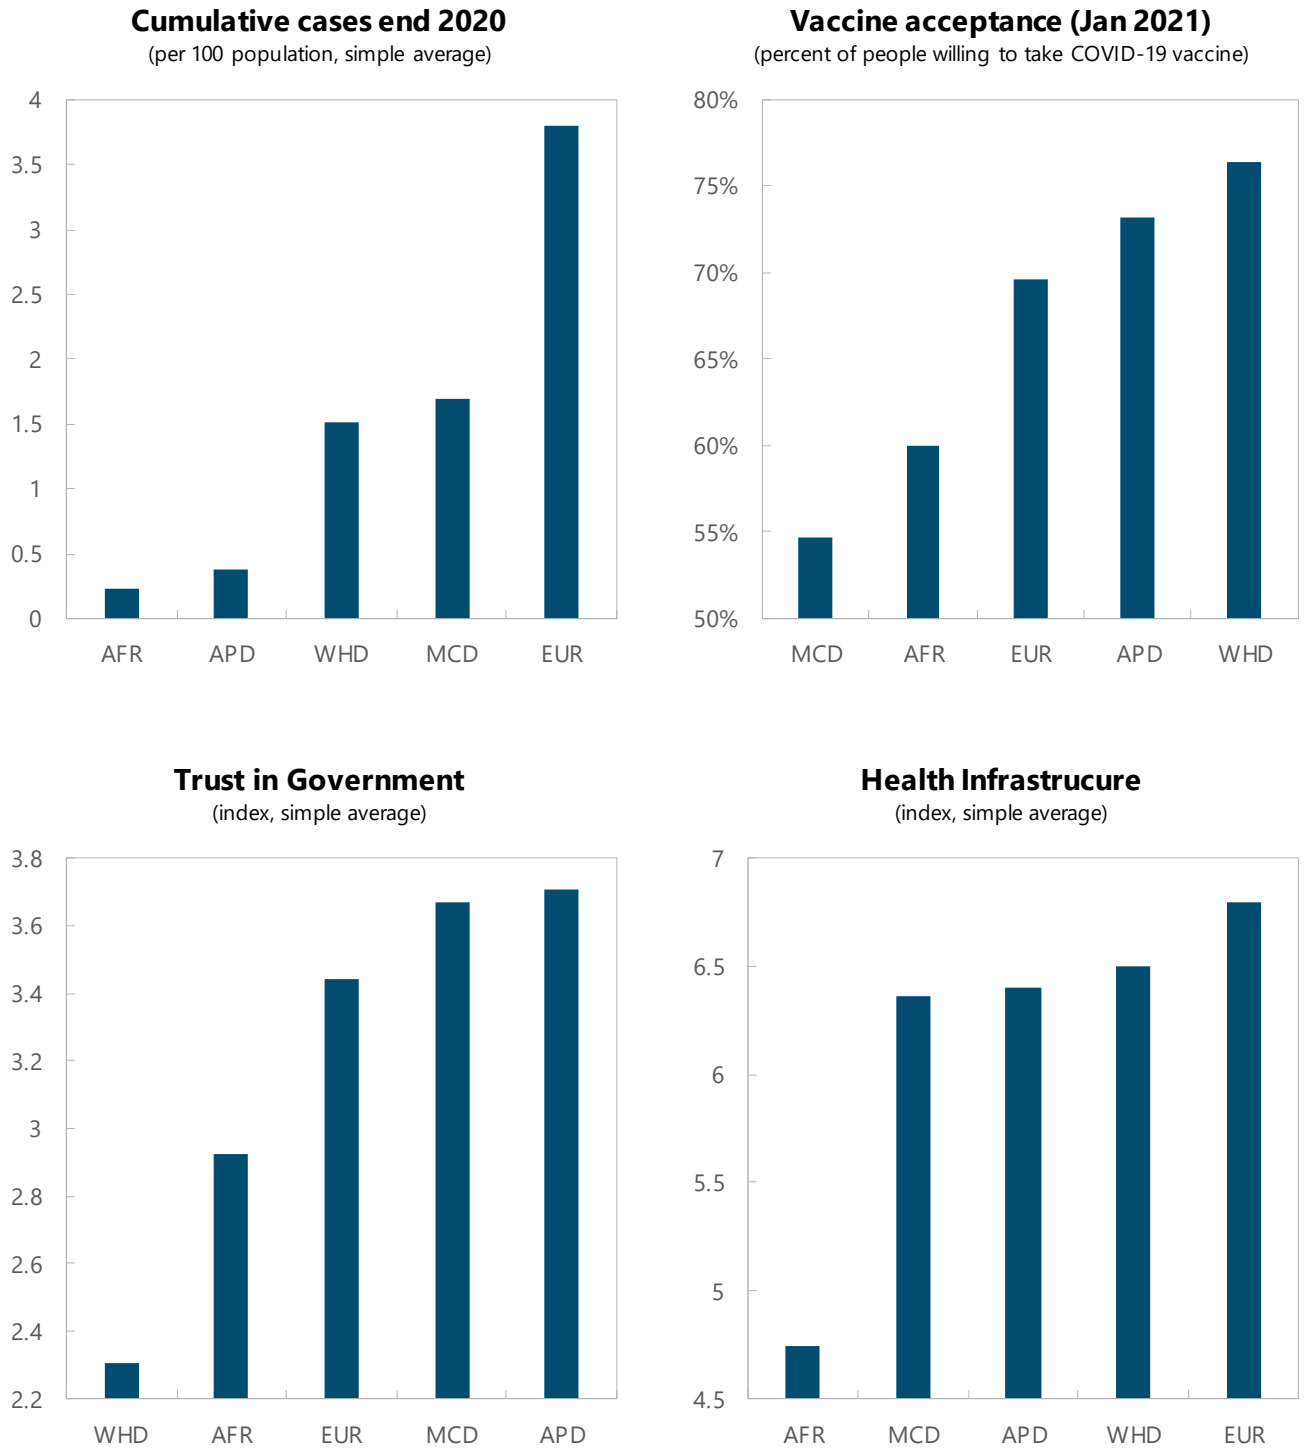 Cumulative cases end 2020
(per 100 population, simple average)
4
3.5
3
2.5
2
1.5
1
0.5
0
AFR APD WHD MCD EUR
Vaccine acceptance (Jan 2021)
(percent of people willing to take COVID-19 vaccine)
80%
75%
70%
65%
60%
55%
50%
MCD AFR EUR APD WHD
Trust in Government
(index, simple average)
3.8
3.6
3.4
3.2
3
2.8
2.6
2.4
2.2
WHD AFR EUR MCD APD
Health Infrastrucure
(index, simple average)
7
6.5
6
5.5
5
4.5
AFR MCD APD WHD EUR